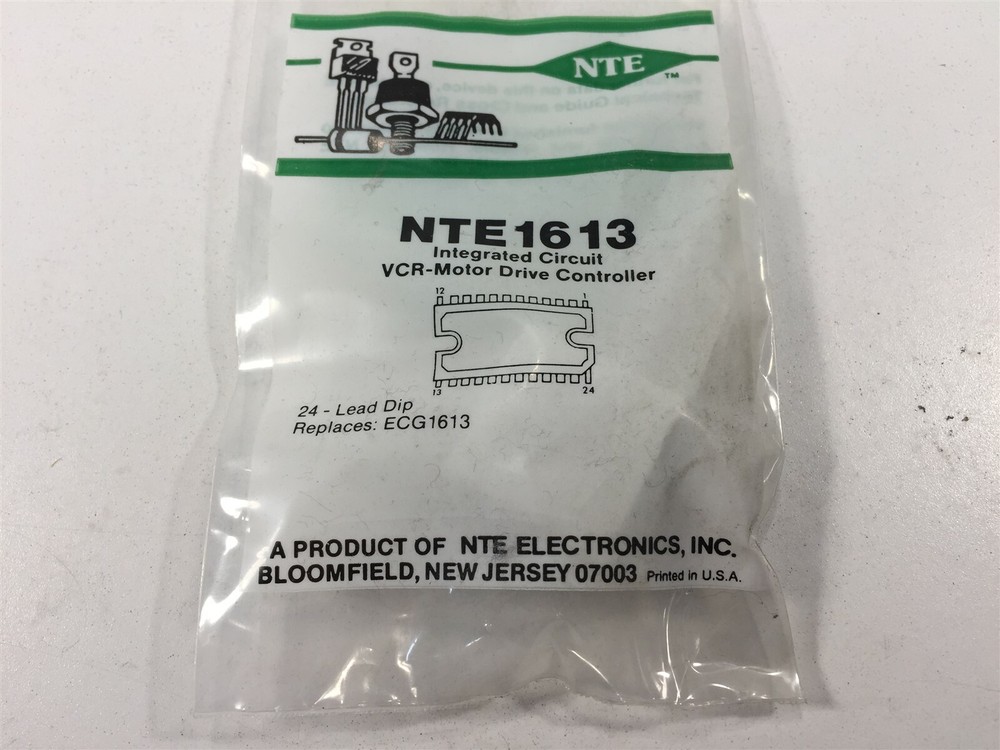 NTE ™
NTE1613
Integrated Circuit
VCR-Motor Drive Controller
12 1
13 24
24 - Lead Dip
Replaces: ECG1613
A PRODUCT OF NTE ELECTRONICS, INC.
BLOOMFIELD, NEW JERSEY 07003 Printed in U.S.A.